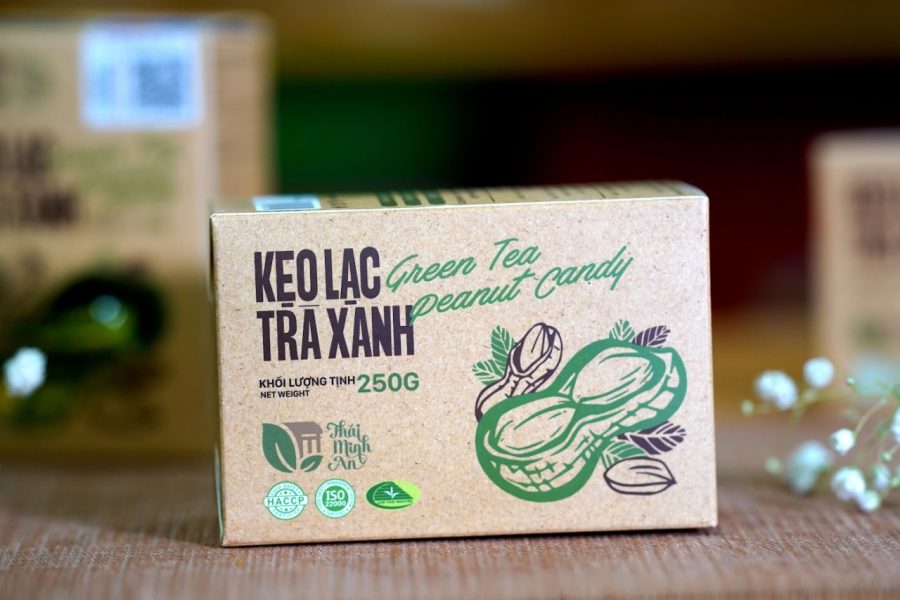 KẸO LẠC
TRÀ XANH
Green Tea
Peanut Candy
KHỐI LƯỢNG TỊNH 250G
NET WEIGHT
Thái
Minh
An
HACCP
ISO
22000